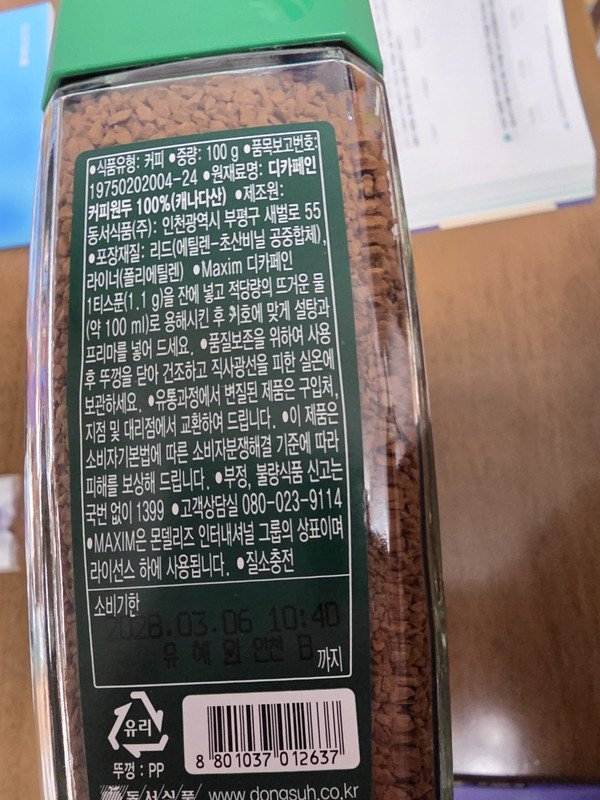 ●식품유형: 커피 ●중량: 100 g ●품목보고번호:
19750202004-24 ●원재료명: 디카페인
커피원두 100%(캐나다산) ●제조원:
동서식품(주): 인천광역시 부평구 새벌로 55
●포장재질: 리드(에틸렌-초산비닐 공중합체),
라이너(폴리에틸렌) ●Maxim 디카페인
1티스푼(1.1 g)을 잔에 넣고 적당량의 뜨거운 물
(약 100 ml)로 용해시킨 후 기호에 맞게 설탕과
프리마를 넣어 드세요. ●품질보존을 위하여 사용
후 뚜껑을 닫아 건조하고 직사광선을 피한 실온에
보관하세요. ●유통과정에서 변질된 제품은 구입처,
지점 및 대리점에서 교환하여 드립니다. ●이 제품은
소비자기본법에 따른 소비자분쟁해결 기준에 따라
피해를 보상해 드립니다. ●부정, 불량식품 신고는
국번 없이 1399 ●고객상담실 080-023-9114
●MAXIM은 모델리즈 인터내셔널 그룹의 상표이며
라이선스 하에 사용됩니다. ●질소충전
소비기한
2028.03.06 10:40
유 혜 원 인천 B 까지
유리
뚜껑 : PP
8 801037 012637
동서식품 www.dongsuh.co.kr